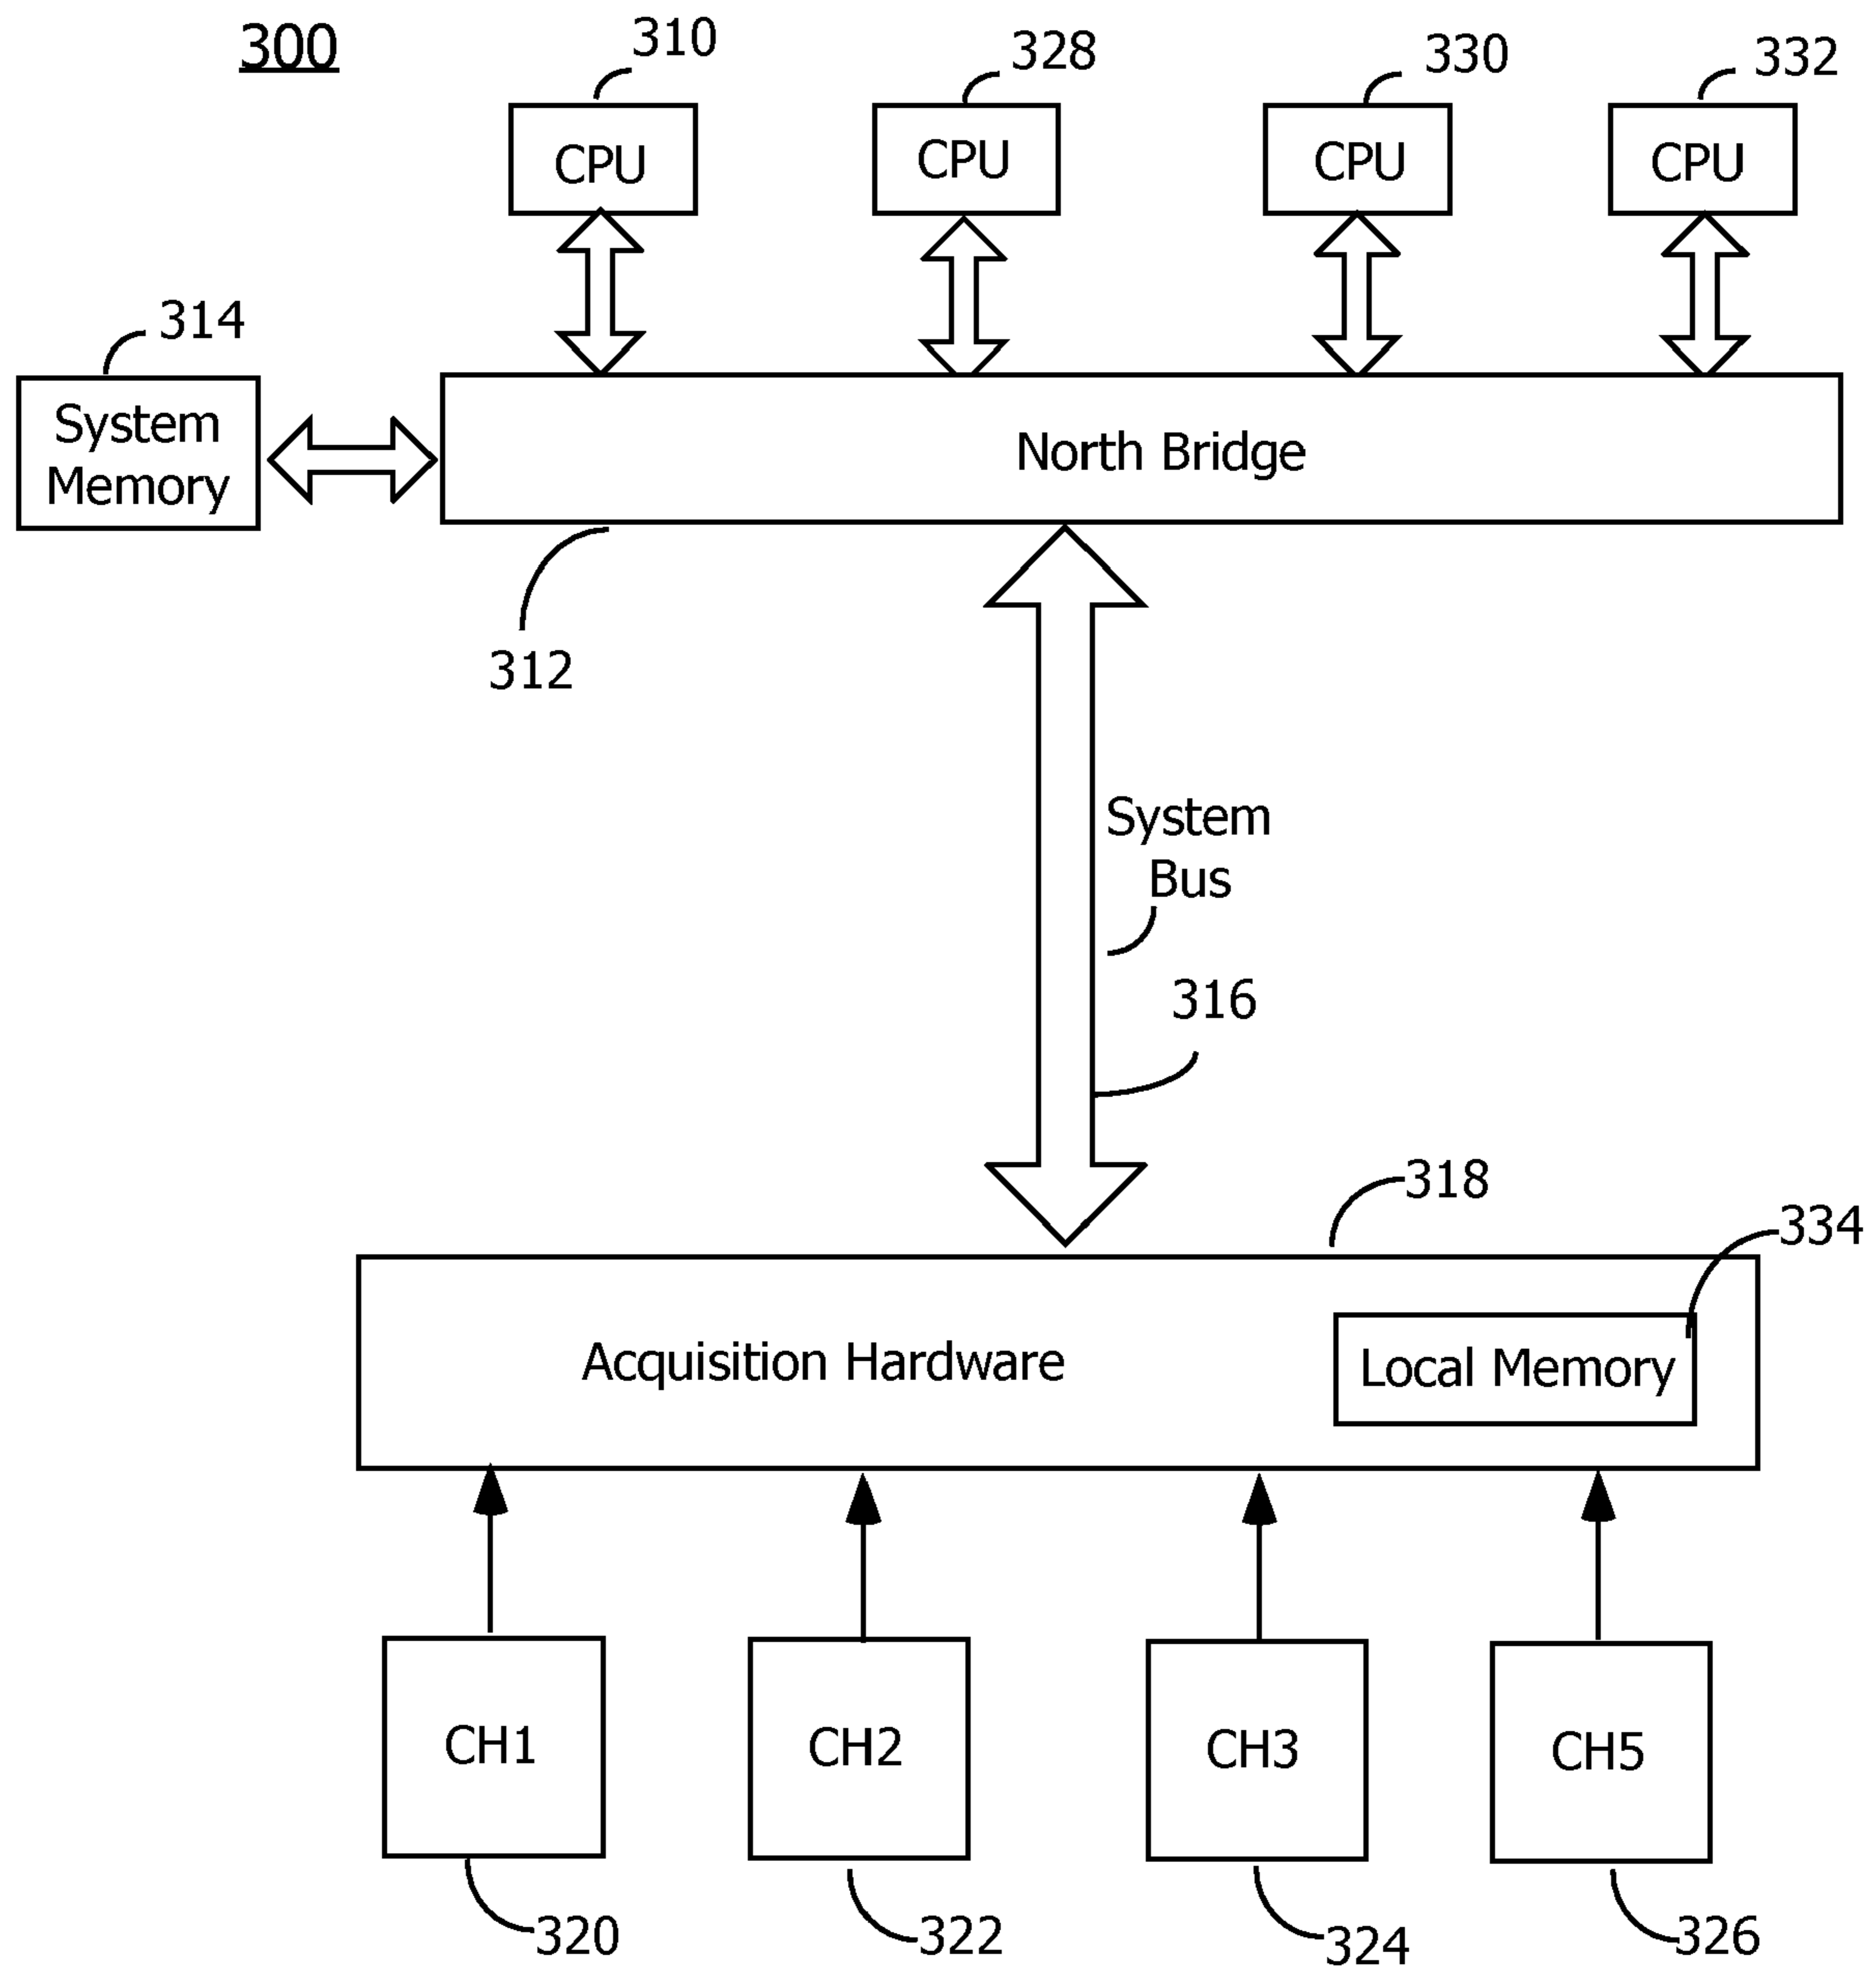 300
310
328
330
332
CPU
CPU
CPU
CPU
314
System
Memory
North Bridge
312
System
Bus
316
318
334
Acquisition Hardware
Local Memory
CH1
CH2
CH3
CH5
320
322
324
326